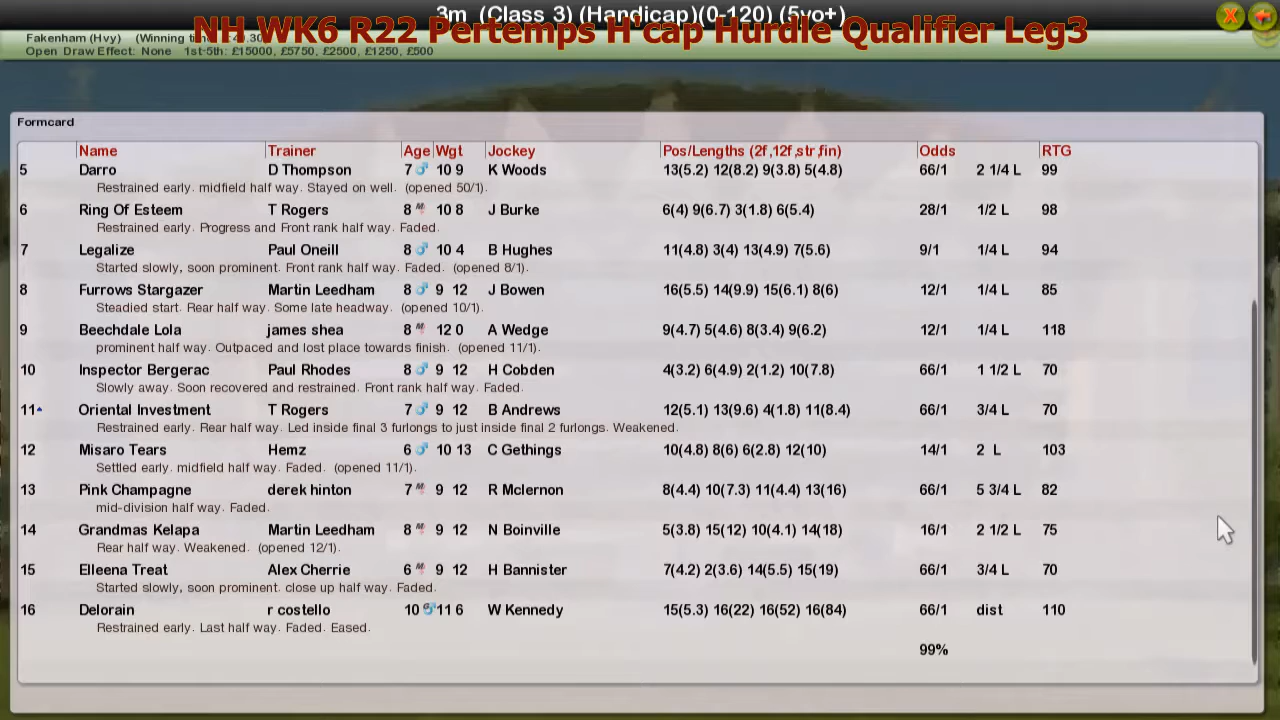 3m (Class 3) (Handicap)(0-120) (5yo+)
NH WK6 R22 Pertemps H'cap Hurdle Qualifier Leg3
Fakenham (Hvy) (Winning
Open Draw Effect: None 1st-5th: £15000, £5750, £2500, £1250, £500
Formcard
Name Trainer Age Wgt Jockey Pos/Lengths (2f,12f,str,fin) Odds RTG
5 Darro D Thompson 7 10 9 K Woods 13(5.2) 12(8.2) 9(3.8) 5(4.8) 66/1 2 1/4 L 99
Restrained early. midfield half way. Stayed on well. (opened 50/1).
6 Ring Of Esteem T Rogers 8 10 8 J Burke 6(4) 9(6.7) 3(1.8) 6(5.4) 28/1 1/2 L 98
Restrained early. Progress and Front rank half way. Faded.
7 Legalize Paul Oneill 8 10 4 B Hughes 11(4.8) 3(4) 13(4.9) 7(5.6) 9/1 1/4 L 94
Started slowly, soon prominent. Front rank half way. Faded. (opened 8/1).
8 Furrows Stargazer Martin Leedham 8 9 12 J Bowen 16(5.5) 14(9.9) 15(6.1) 8(6) 12/1 1/4 L 85
Steadied start. Rear half way. Some late headway. (opened 10/1).
9 Beechdale Lola james shea 8 12 0 A Wedge 9(4.7) 5(4.6) 8(3.4) 9(6.2) 12/1 1/4 L 118
prominent half way. Outpaced and lost place towards finish. (opened 11/1).
10 Inspector Bergerac Paul Rhodes 8 9 12 H Cobden 4(3.2) 6(4.9) 2(1.2) 10(7.8) 66/1 1 1/2 L 70
Slowly away. Soon recovered and restrained. Front rank half way. Faded.
11 Oriental Investment T Rogers 7 9 12 B Andrews 12(5.1) 13(9.6) 4(1.8) 11(8.4) 66/1 3/4 L 70
Restrained early. Rear half way. Led inside final 3 furlongs to just inside final 2 furlongs. Weakened.
12 Misaro Tears Hemz 6 10 13 C Gethings 10(4.8) 8(6) 6(2.8) 12(10) 14/1 2 L 103
Settled early. midfield half way. Faded. (opened 11/1).
13 Pink Champagne derek hinton 7 9 12 R Mclernon 8(4.4) 10(7.3) 11(4.4) 13(16) 66/1 5 3/4 L 82
mid-division half way. Faded.
14 Grandmas Kelapa Martin Leedham 8 9 12 N Boinville 5(3.8) 15(12) 10(4.1) 14(18) 16/1 2 1/2 L 75
Rear half way. Weakened. (opened 12/1).
15 Elleena Treat Alex Cherrie 6 9 12 H Bannister 7(4.2) 2(3.6) 14(5.5) 15(19) 66/1 3/4 L 70
Started slowly, soon prominent. close up half way. Faded.
16 Delorain r costello 10 11 6 W Kennedy 15(5.3) 16(22) 16(52) 16(84) 66/1 dist 110
Restrained early. Last half way. Faded. Eased.
99%